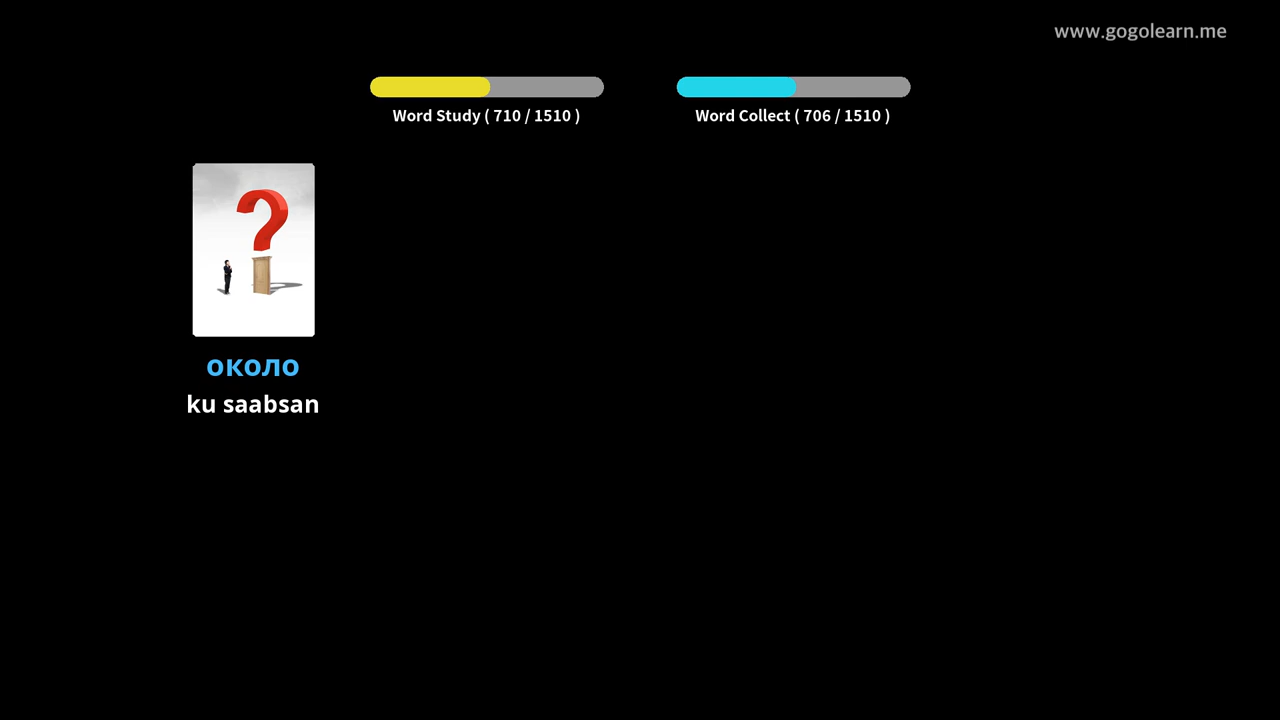 www.gogolearn.me
Word Study ( 710 / 1510 )
Word Collect ( 706 / 1510 )
около
ku saabsan